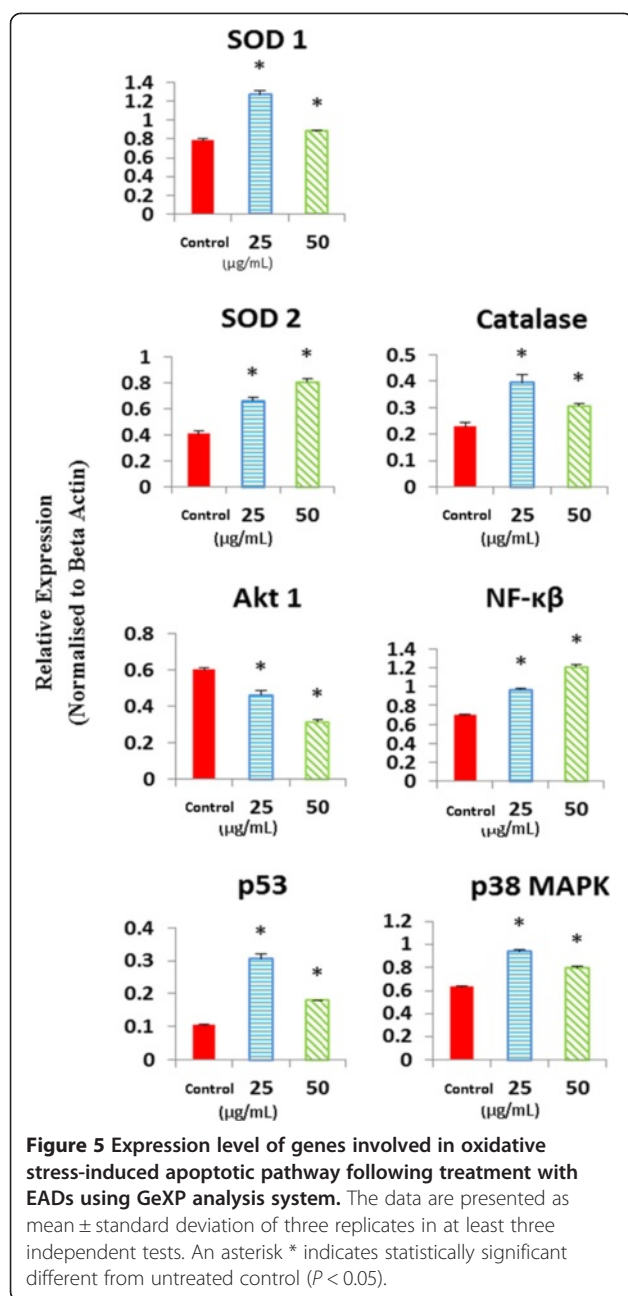 SOD 1
*
*
1.4
1.2
1
0.8
0.6
0.4
0.2
0
Control 25 50
(µg/mL)
SOD 2
*
*
1
0.8
0.6
0.4
0.2
0
Control 25 50
(µg/mL)
Catalase
*
*
0.5
0.4
0.3
0.2
0.1
0
Control 25 50
(µg/mL)
Relative Expression
(Normalised to Beta Actin)
Akt 1
*
*
0.8
0.6
0.4
0.2
0
Control 25 50
(µg/mL)
NF-κβ
*
*
1.4
1.2
1
0.8
0.6
0.4
0.2
0
Control 25 50
(µg/mL)
p53
*
*
0.4
0.3
0.2
0.1
0
Control 25 50
(µg/mL)
p38 MAPK
*
*
1.2
1
0.8
0.6
0.4
0.2
0
Control 25 50
(µg/mL)
Figure 5 Expression level of genes involved in oxidative
stress-induced apoptotic pathway following treatment with
EADs using GeXP analysis system. The data are presented as
mean ± standard deviation of three replicates in at least three
independent tests. An asterisk * indicates statistically significant
different from untreated control (P < 0.05).